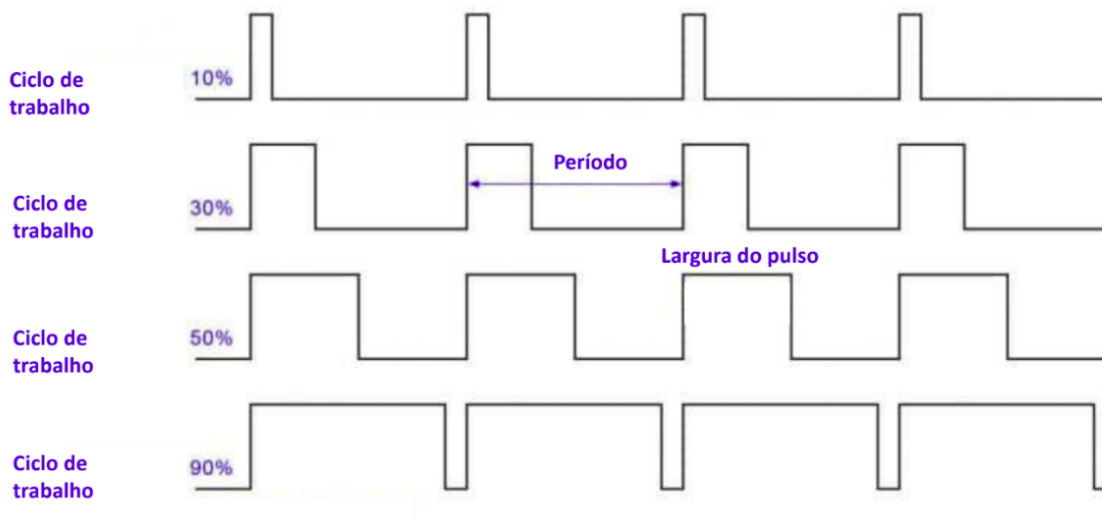 Ciclo de
trabalho
10%
Ciclo de
trabalho
30%
Período
Largura do pulso
Ciclo de
trabalho
50%
Ciclo de
trabalho
90%